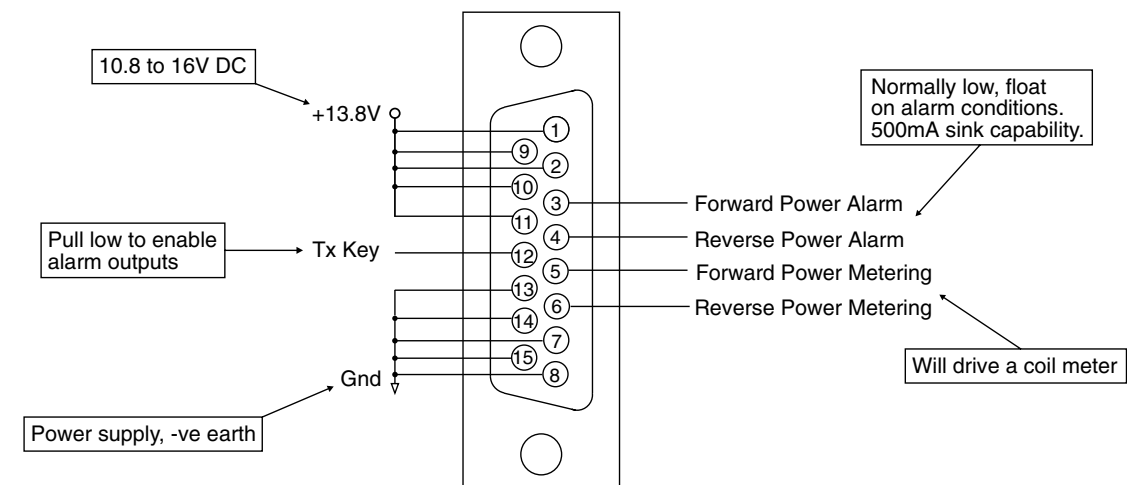 10.8 to 16V DC
+13.8V
Normally low, float
on alarm conditions.
500mA sink capability.
1
9
2
10
3
Forward Power Alarm
11
4
Reverse Power Alarm
Pull low to enable
alarm outputs
Tx Key
12
5
Forward Power Metering
13
6
Reverse Power Metering
14
7
15
8
Gnd
Will drive a coil meter
Power supply, -ve earth